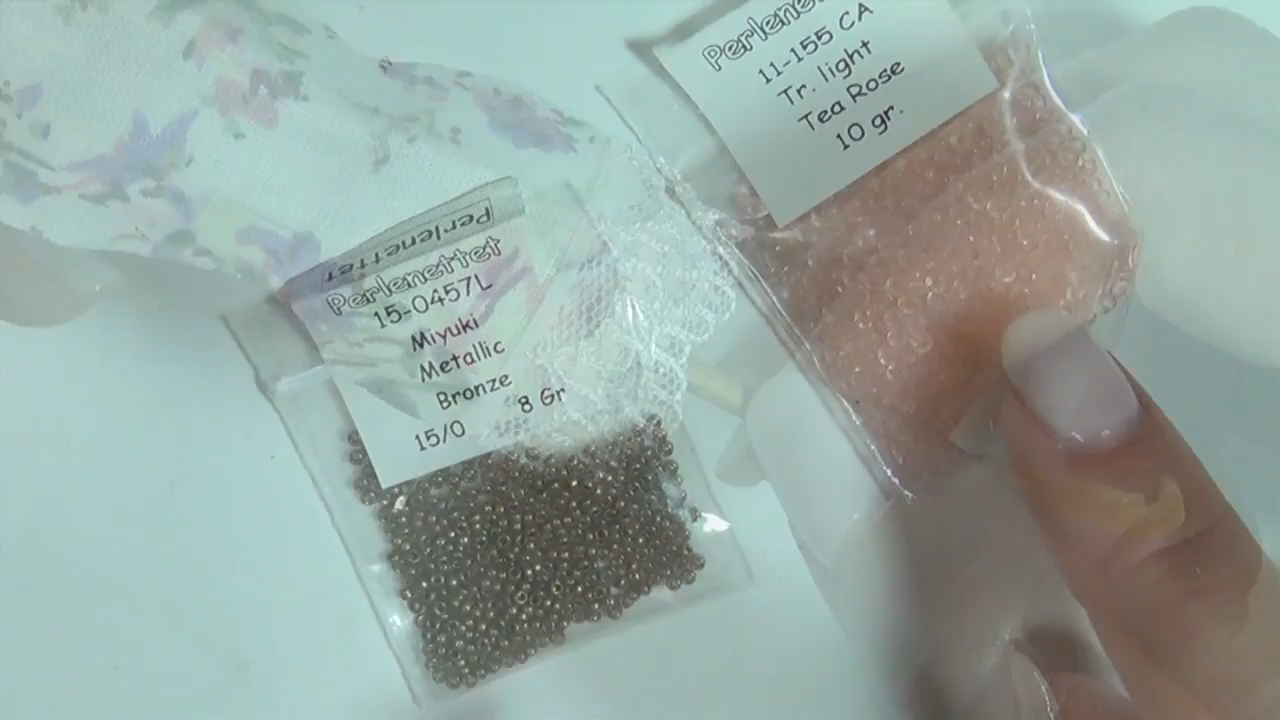 Perlenettet
Perlenettet
15-0457L
Miyuki
Metallic
Bronze
15/0 8 Gr
11-155 CA
Tr. light
Tea Rose
10 gr.